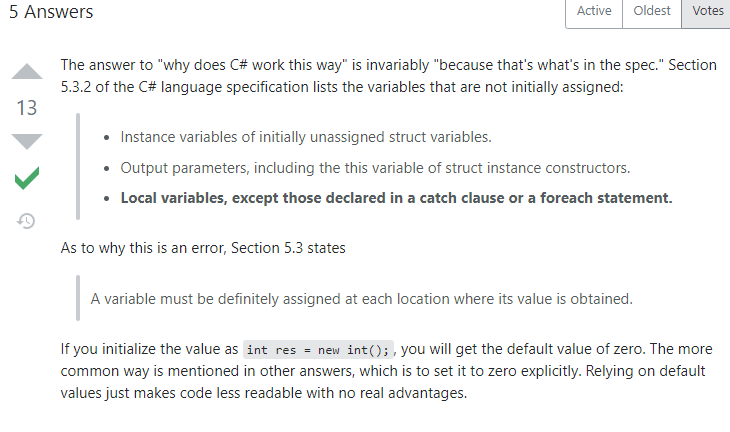 5 Answers
Active Oldest Votes
The answer to "why does C# work this way" is invariably "because that's what's in the spec." Section
5.3.2 of the C# language specification lists the variables that are not initially assigned:
13
• Instance variables of initially unassigned struct variables.
• Output parameters, including the this variable of struct instance constructors.
• Local variables, except those declared in a catch clause or a foreach statement.
As to why this is an error, Section 5.3 states
A variable must be definitely assigned at each location where its value is obtained.
If you initialize the value as int res = new int(); , you will get the default value of zero. The more
common way is mentioned in other answers, which is to set it to zero explicitly. Relying on default
values just makes code less readable with no real advantages.